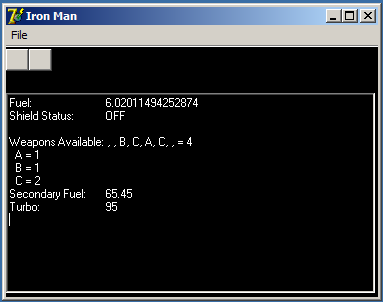 Iron Man
File
Fuel: 6.02011494252874
Shield Status: OFF
Weapons Available: , , B, C, A, C, , = 4
A = 1
B = 1
C = 2
Secondary Fuel: 65.45
Turbo: 95